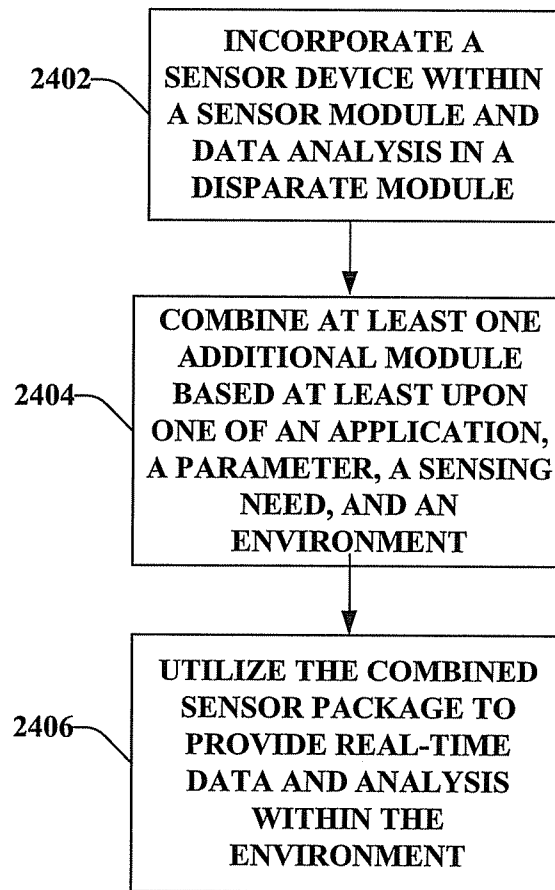 INCORPORATE A
SENSOR DEVICE WITHIN
2402
A SENSOR MODULE AND
DATA ANALYSIS IN A
DISPARATE MODULE
COMBINE AT LEAST ONE
ADDITIONAL MODULE
BASED AT LEAST UPON
2404
ONE OF AN APPLICATION,
A PARAMETER, A SENSING
NEED, AND AN
ENVIRONMENT
UTILIZE THE COMBINED
SENSOR PACKAGE TO
2406
PROVIDE REAL-TIME
DATA AND ANALYSIS
WITHIN THE
ENVIRONMENT